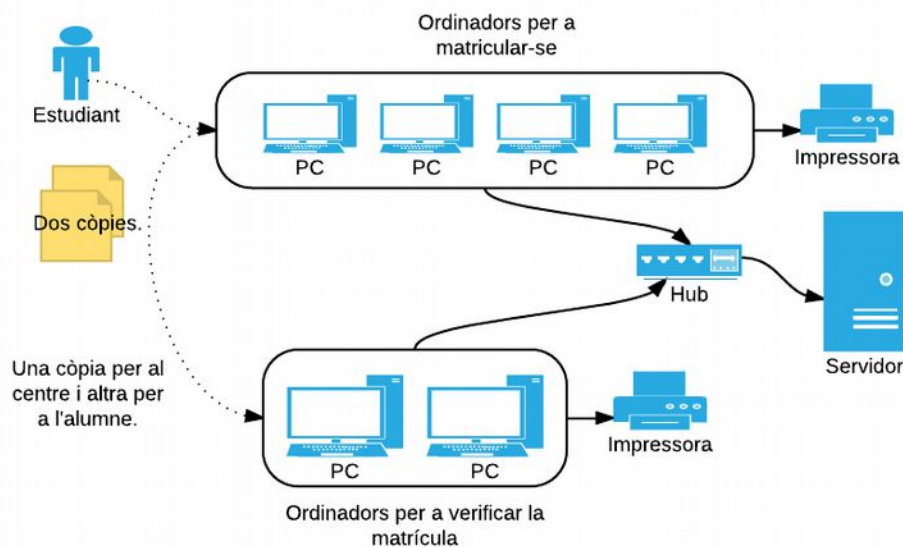 Ordinadors per a
matricular-se
Estudiant
PC
PC
PC
PC
Impressora
Dos còpies.
Hub
Servidor
Una còpia per al
centre i altra per
a l'alumne.
PC
PC
Impressora
Ordinadors per a verificar la
matrícula